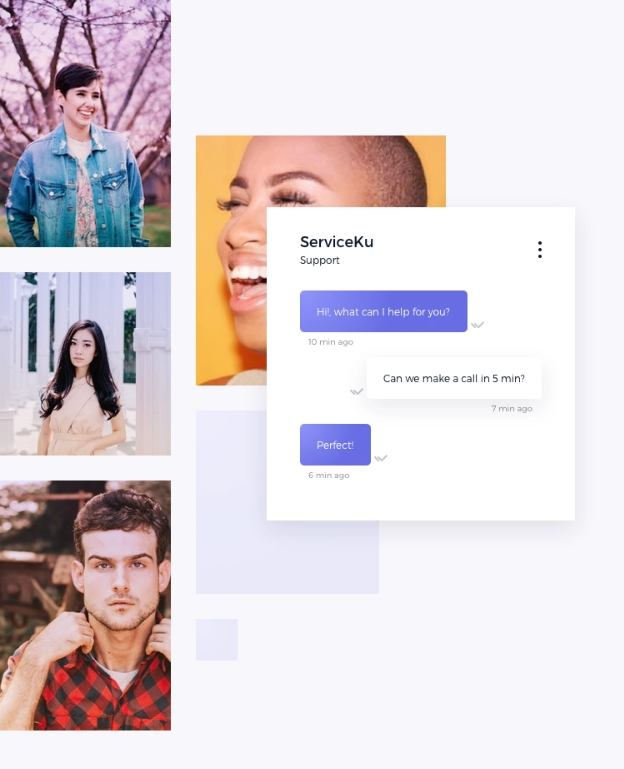 ServiceKu
Support
Hi!, what can I help for you?
10 min ago
Can we make a call in 5 min?
7 min ago
Perfect!
6 min ago